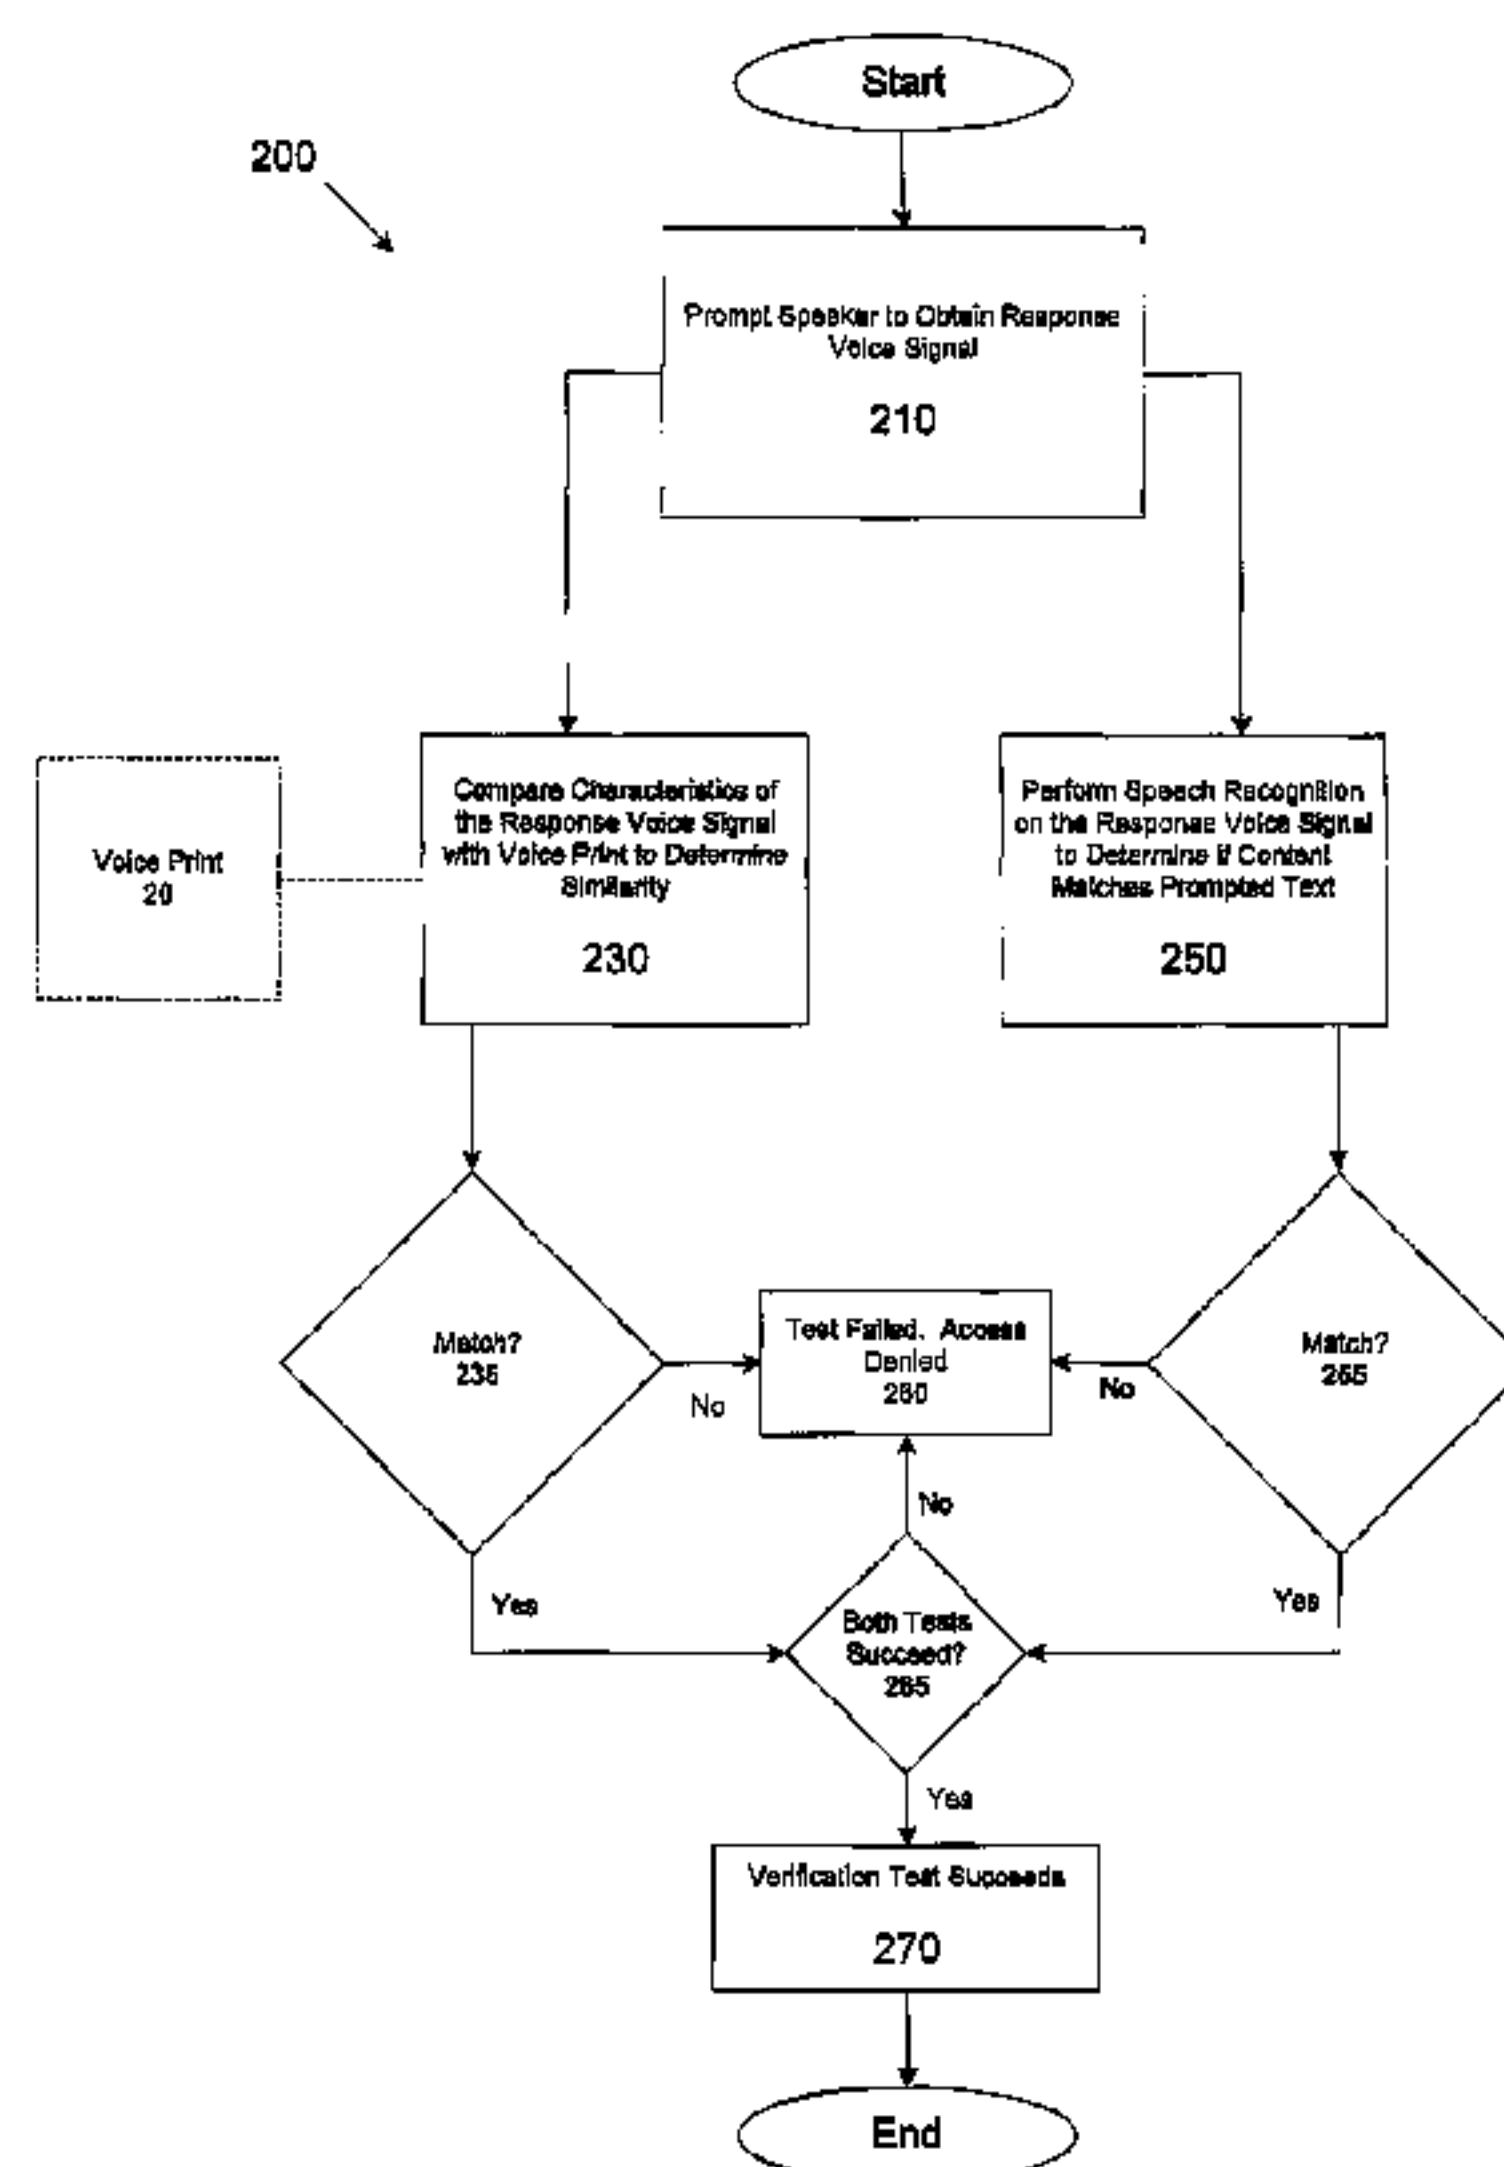 Start
200
Prompt Speaker to Obtain Response
Voice Signal
210
Compare Characteristics of
the Response Voice Signal
with Voice Print to Determine
Similarity
230
Perform Speech Recognition
on the Response Voice Signal
to Determine if Content
Matches Prompted Text
250
Voice Print
20
Match?
235
Test Failed. Access
Denied
260
Match?
255
No
No
No
Yes
Yes
Both Tests
Succeed?
265
Yes
Verification Test Succeeds
270
End